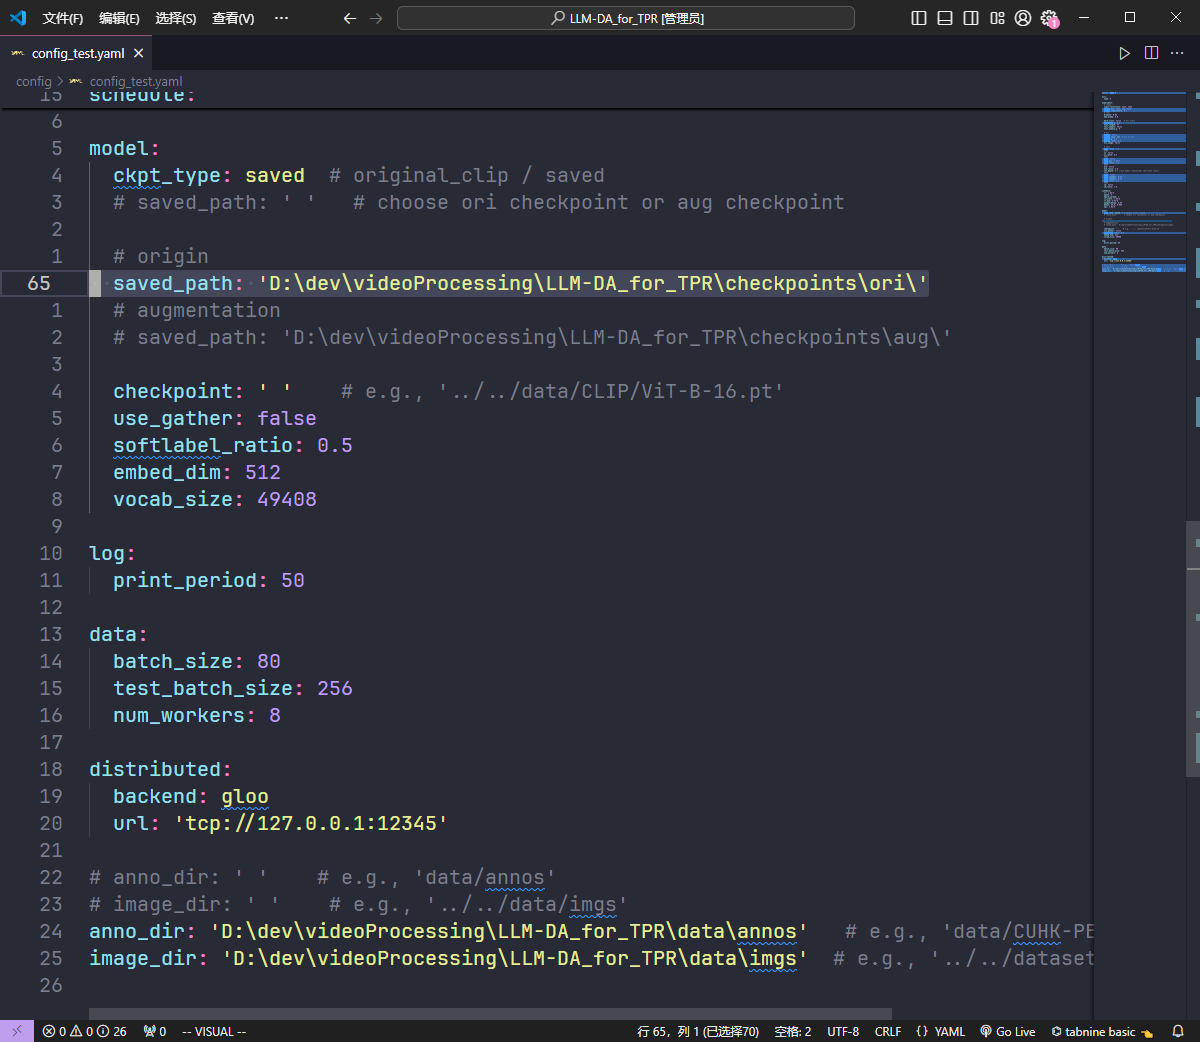 文件(F) 编辑(E) 选择(S) 查看(V) ··· LLM-DA_for_TPR [管理员] 1
config_test.yaml
config > config_test.yaml
15 schedule:
6
5 model:
4 ckpt_type: saved # original_clip / saved
3 # saved_path: ' ' # choose ori checkpoint or aug checkpoint
2
1 # origin
65 saved_path: 'D:\dev\videoProcessing\LLM-DA_for_TPR\checkpoints\ori\'
1 # augmentation
2 # saved_path: 'D:\dev\videoProcessing\LLM-DA_for_TPR\checkpoints\aug\'
3
4 checkpoint: ' ' # e.g., '../../data/CLIP/ViT-B-16.pt'
5 use_gather: false
6 softlabel_ratio: 0.5
7 embed_dim: 512
8 vocab_size: 49408
9
10 log:
11 print_period: 50
12
13 data:
14 batch_size: 80
15 test_batch_size: 256
16 num_workers: 8
17
18 distributed:
19 backend: gloo
20 url: 'tcp://127.0.0.1:12345'
21
22 # anno_dir: ' ' # e.g., 'data/annos'
23 # image_dir: ' ' # e.g., '../../data/imgs'
24 anno_dir: 'D:\dev\videoProcessing\LLM-DA_for_TPR\data\annos' # e.g., 'data/CUHK-PE
25 image_dir: 'D:\dev\videoProcessing\LLM-DA_for_TPR\data\imgs' # e.g., '../../dataset
26
0 0 26 0 -- VISUAL -- 行 65，列 1 (已选择70) 空格: 2 UTF-8 CRLF {} YAML Go Live tabnine basic